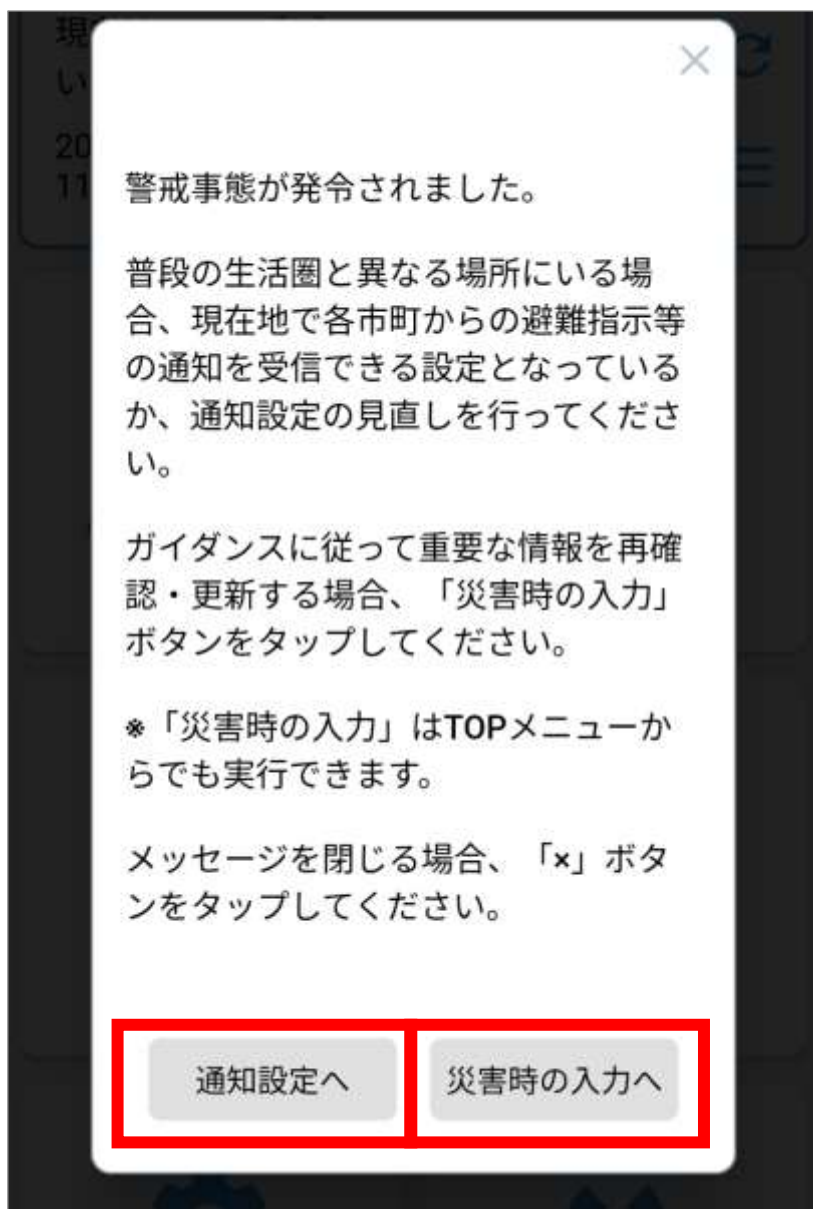 現
い
20
11
警戒事態が発令されました。
普段の生活圏と異なる場所にいる場
合、現在地で各市町からの避難指示等
の通知を受信できる設定となっている
か、通知設定の見直しを行ってくださ
い。
ガイダンスに従って重要な情報を再確
認・更新する場合、「災害時の入力」
ボタンをタップしてください。
※「災害時の入力」はTOPメニューか
らでも実行できます。
メッセージを閉じる場合、「×」ボタ
ンをタップしてください。
通知設定へ
災害時の入力へ